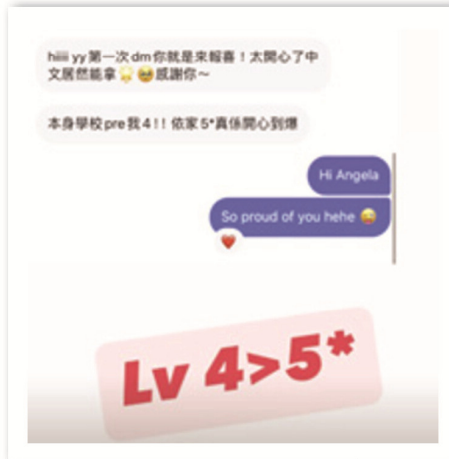 hiiii yy第一次dm你就是來報喜！太開心了中
文居然能拿🌟🥹感謝你～
本身學校pre我4!! 依家5*真係開心到爆
Hi Angela
So proud of you hehe 😜
Lv 4>5*